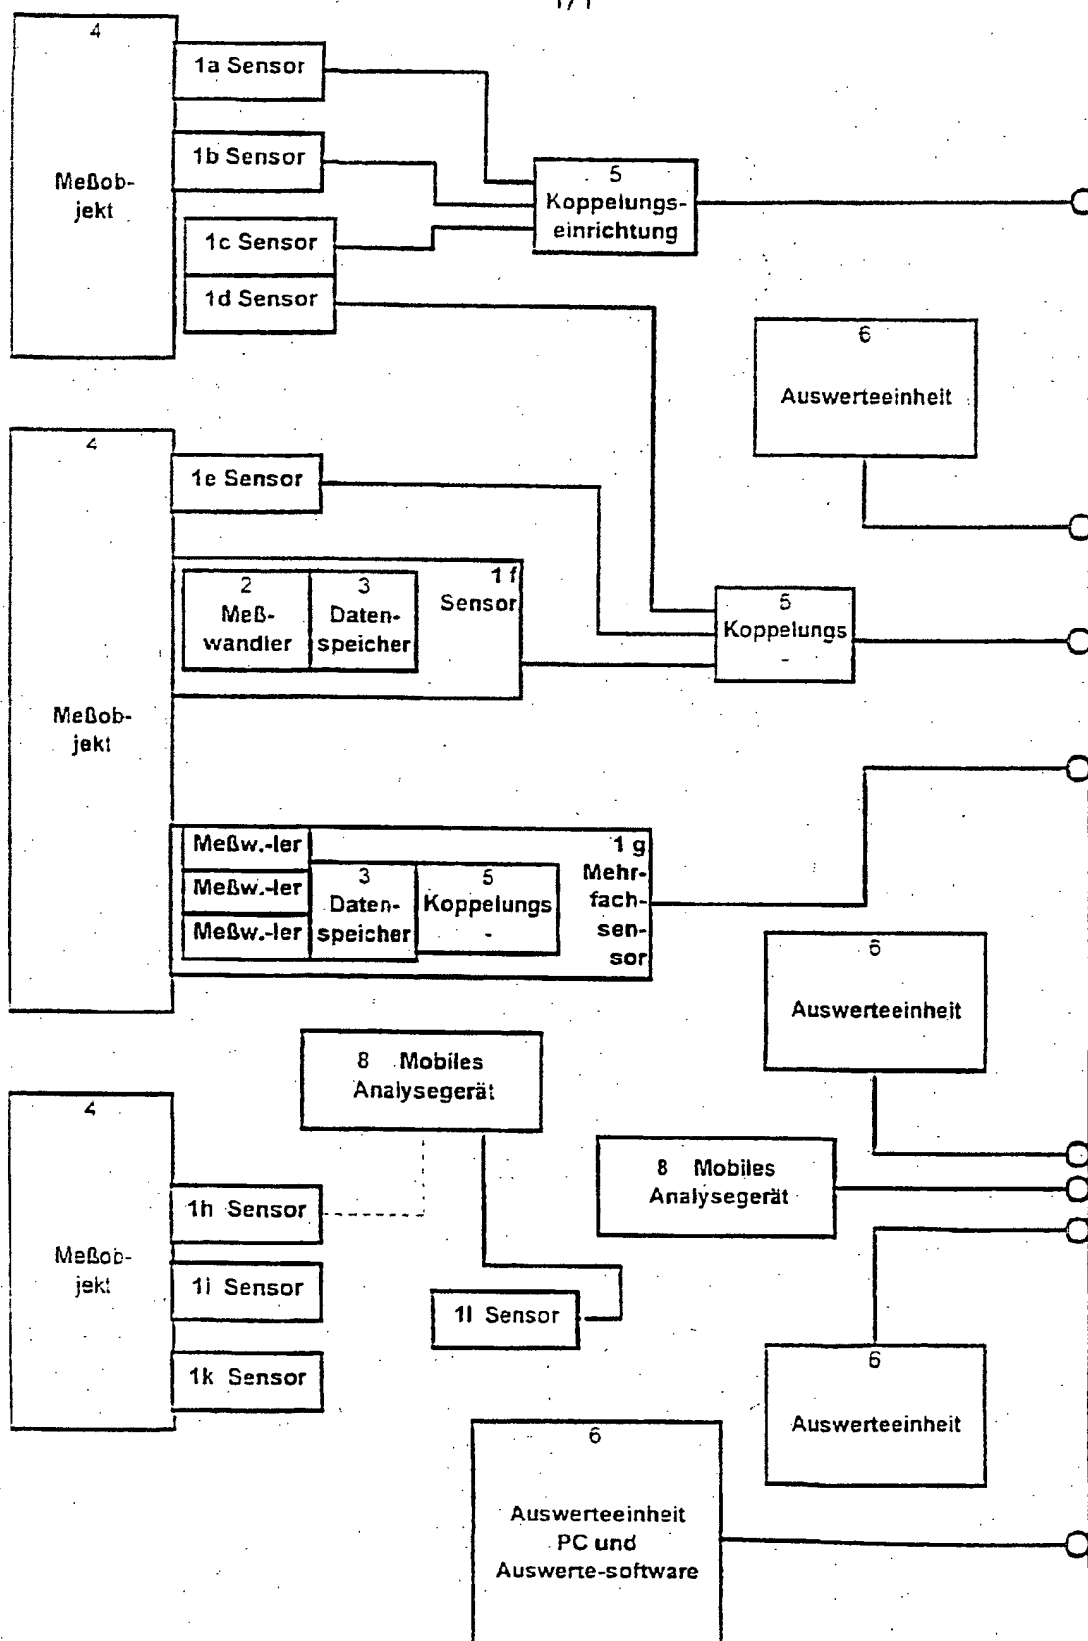 1/1
4
Meßob-
jekt
1a Sensor
1b Sensor
1c Sensor
1d Sensor
5
Koppelungs-
einrichtung
6
Auswerteeinheit
4
Meßob-
jekt
1e Sensor
2
Meß-
wandler
3
Daten-
speicher
1 f
Sensor
5
Koppelungs
-
Meßw.-ler
Meßw.-ler
Meßw.-ler
3
Daten-
speicher
5
Koppelungs
-
1 g
Mehr-
fach-
sen-
sor
6
Auswerteeinheit
8 Mobiles
Analysegerät
4
Meßob-
jekt
1h Sensor
1i Sensor
1k Sensor
1l Sensor
8 Mobiles
Analysegerät
6
Auswerteeinheit
6
Auswerteeinheit
PC und
Auswerte-software